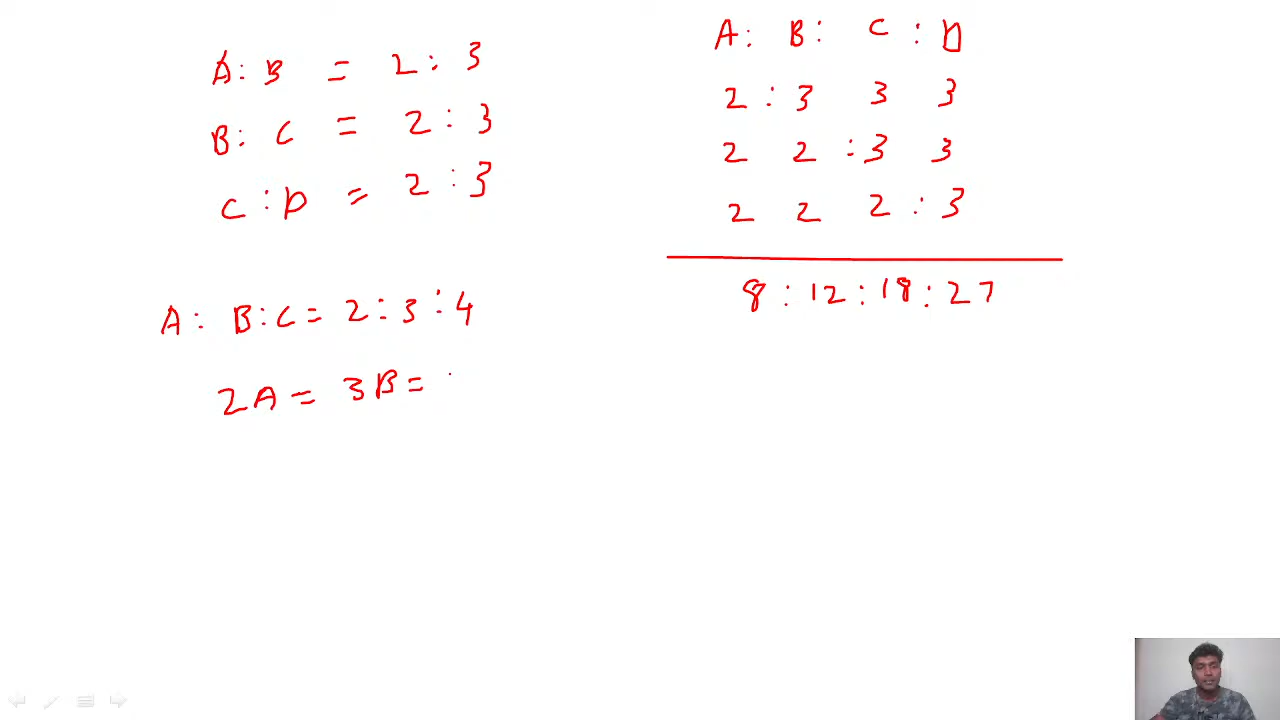 A : B = 2 : 3
B : C = 2 : 3
C : D = 2 : 3
A : B : C = 2 : 3 : 4
2A = 3B =
A : B : C : D
2 : 3 3 3
2 2 : 3 3
2 2 2 : 3
8 : 12 : 18 : 27